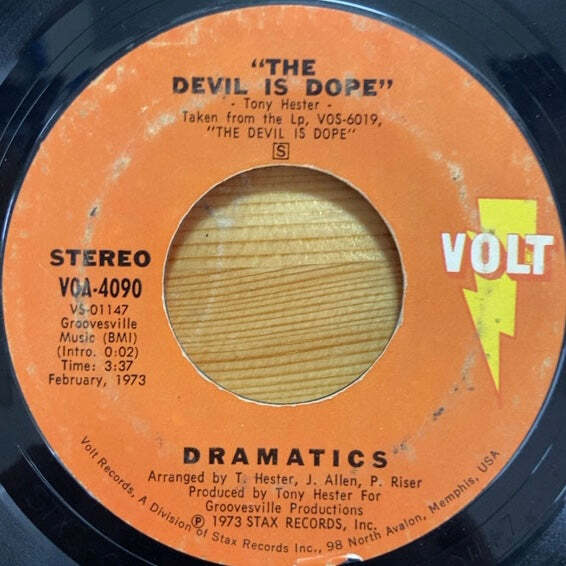 "THE
DEVIL IS DOPE"
- Tony Hester -
Taken from the Lp, VOS-6019,
"THE DEVIL IS DOPE"
S
STEREO
VOA-4090
VS-01147
Groovesville
Music (BMI)
(Intro. 0:02)
Time: 3:37
February, 1973
VOLT
DRAMATICS
Arranged by T. Hester, J. Allen, P. Riser
Produced by Tony Hester For
Groovesville Productions
℗ 1973 STAX RECORDS, Inc.
Volt Records, A Division of Stax Records Inc., 98 North Avalon, Memphis, USA